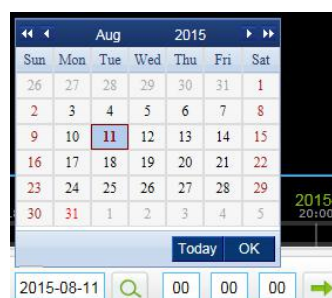 Aug 2015
Sun Mon Tue Wed Thu Fri Sat
26 27 28 29 30 31 1
2 3 4 5 6 7 8
9 10 11 12 13 14 15
16 17 18 19 20 21 22
23 24 25 26 27 28 29
30 31 1 2 3 4 5
2015
20:00
Today OK
2015-08-11 00 00 00